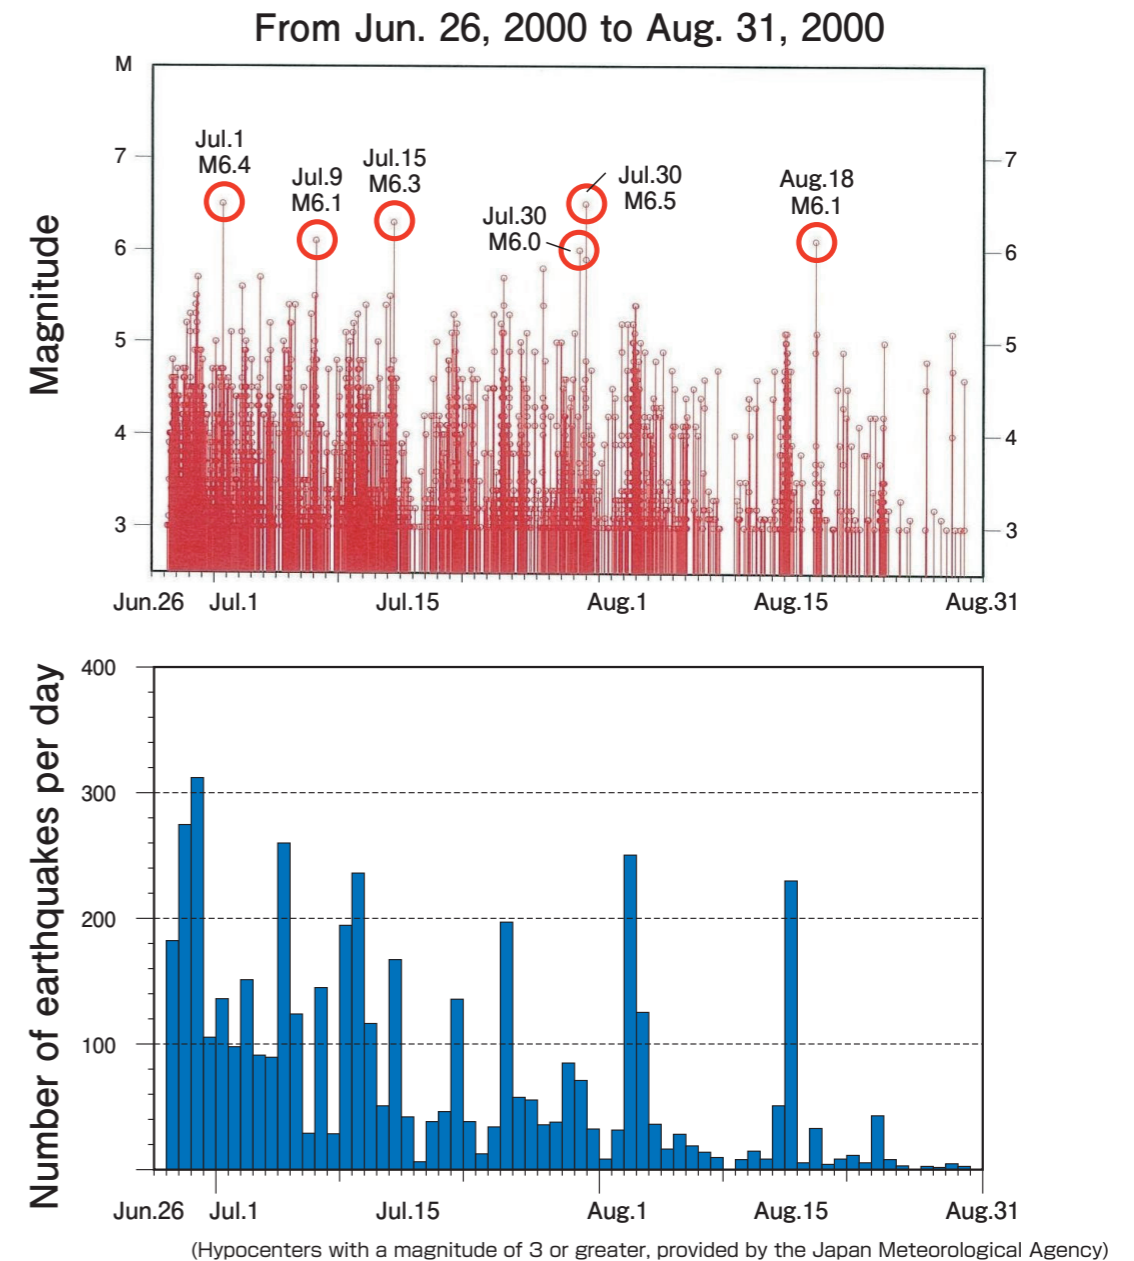 From Jun. 26, 2000 to Aug. 31, 2000
M
Magnitude
7
6
5
4
3
7
6
5
4
3
Jul.1
M6.4
Jul.9
M6.1
Jul.15
M6.3
Jul.30
M6.0
Jul.30
M6.5
Aug.18
M6.1
Jun.26 Jul.1 Jul.15 Aug.1 Aug.15 Aug.31
Number of earthquakes per day
400
300
200
100
Jun.26 Jul.1 Jul.15 Aug.1 Aug.15 Aug.31
(Hypocenters with a magnitude of 3 or greater, provided by the Japan Meteorological Agency)